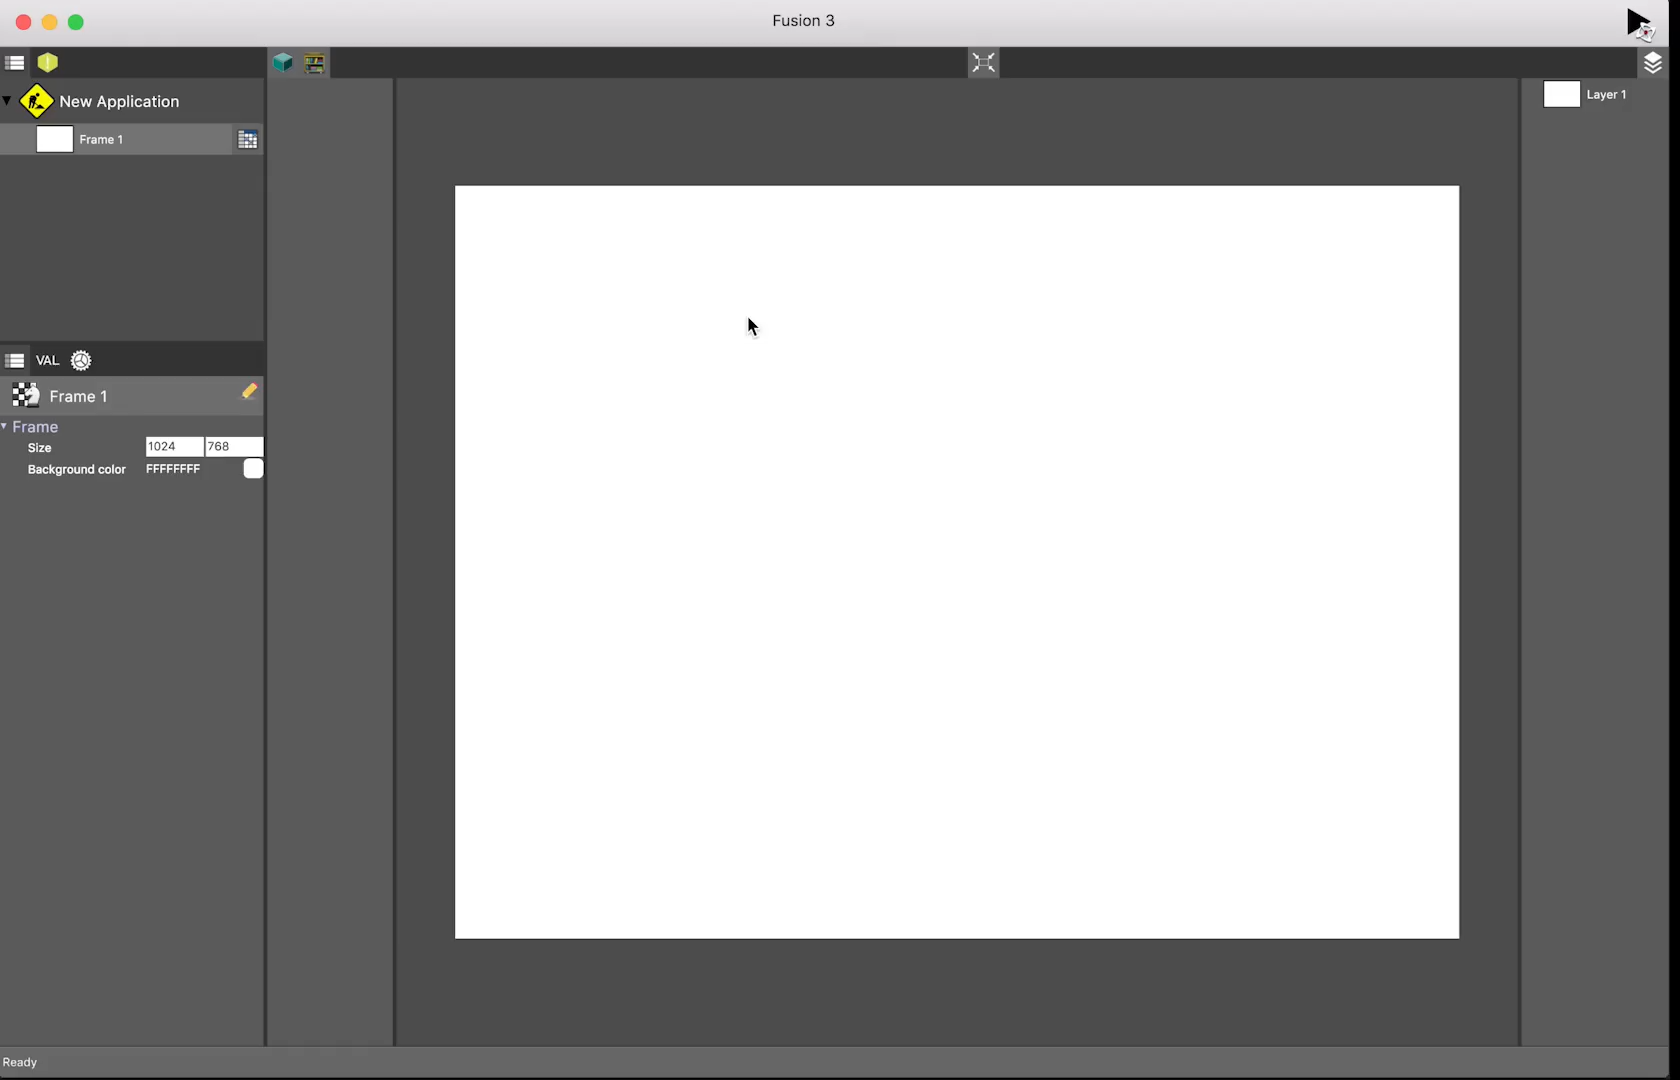 Fusion 3
New Application
Frame 1
Layer 1
VAL
Frame 1
Frame
Size 1024 768
Background color FFFFFFFF
Ready